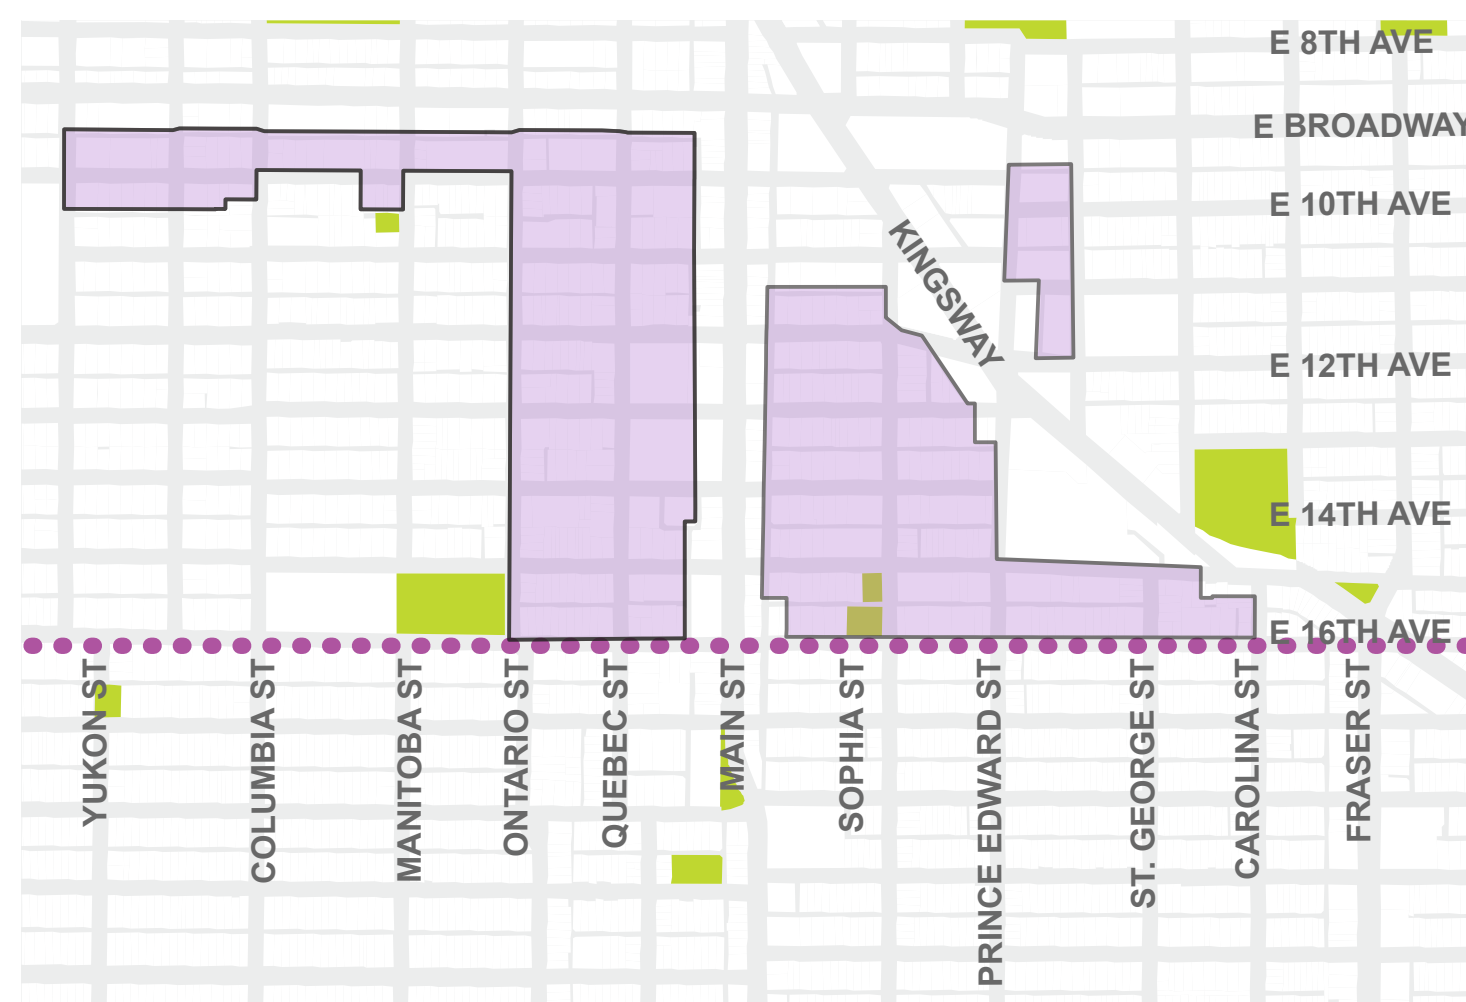 E 8TH AVE
E BROADWAY
E 10TH AVE
KINGSWAY
E 12TH AVE
E 14TH AVE
E 16TH AVE
YUKON ST
COLUMBIA ST
MANITOBA ST
ONTARIO ST
QUEBEC ST
MAIN ST
SOPHIA ST
PRINCE EDWARD ST
ST. GEORGE ST
CAROLINA ST
FRASER ST